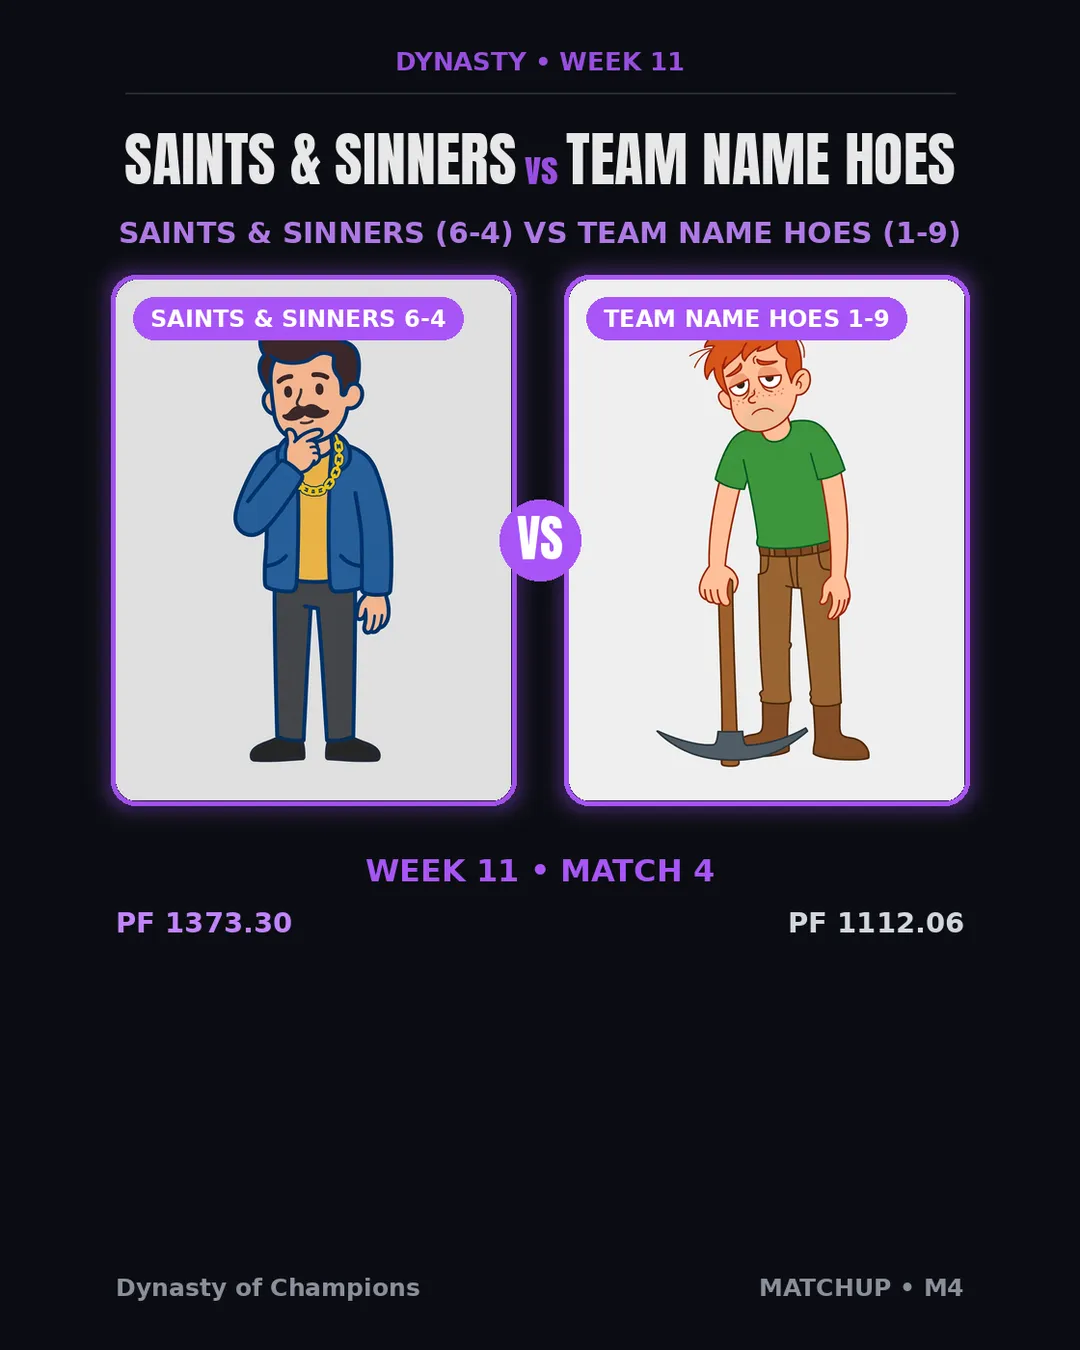 DYNASTY • WEEK 11
SAINTS & SINNERS VS TEAM NAME HOES
SAINTS & SINNERS (6-4) VS TEAM NAME HOES (1-9)
SAINTS & SINNERS 6-4
TEAM NAME HOES 1-9
VS
WEEK 11 • MATCH 4
PF 1373.30
PF 1112.06
Dynasty of Champions
MATCHUP • M4